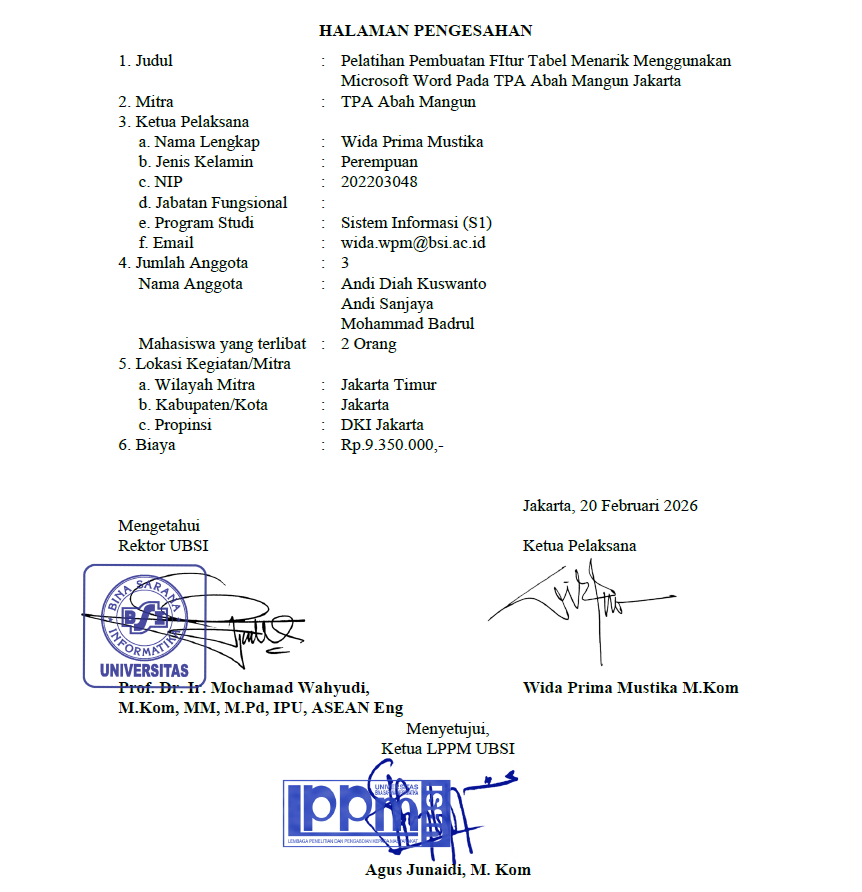 HALAMAN PENGESAHAN
1. Judul : Pelatihan Pembuatan FItur Tabel Menarik Menggunakan
Microsoft Word Pada TPA Abah Mangun Jakarta
2. Mitra : TPA Abah Mangun
3. Ketua Pelaksana
a. Nama Lengkap : Wida Prima Mustika
b. Jenis Kelamin : Perempuan
c. NIP : 202203048
d. Jabatan Fungsional :
e. Program Studi : Sistem Informasi (S1)
f. Email : wida.wpm@bsi.ac.id
4. Jumlah Anggota : 3
Nama Anggota : Andi Diah Kuswanto
Andi Sanjaya
Mohammad Badrul
Mahasiswa yang terlibat : 2 Orang
5. Lokasi Kegiatan/Mitra
a. Wilayah Mitra : Jakarta Timur
b. Kabupaten/Kota : Jakarta
c. Propinsi : DKI Jakarta
6. Biaya : Rp.9.350.000,-
Jakarta, 20 Februari 2026
Mengetahui
Rektor UBSI
Ketua Pelaksana
BINA SARANA
BSI
INFORMATIKA
UNIVERSITAS
Prof. Dr. Ir. Mochamad Wahyudi,
M.Kom, MM, M.Pd, IPU, ASEAN Eng
Wida Prima Mustika M.Kom
Menyetujui,
Ketua LPPM UBSI
UNIVERSITAS
lppm
LEMBAGA PENELITIAN DAN PENGABDIAN KEPADA MASYARAKAT
Agus Junaidi, M. Kom